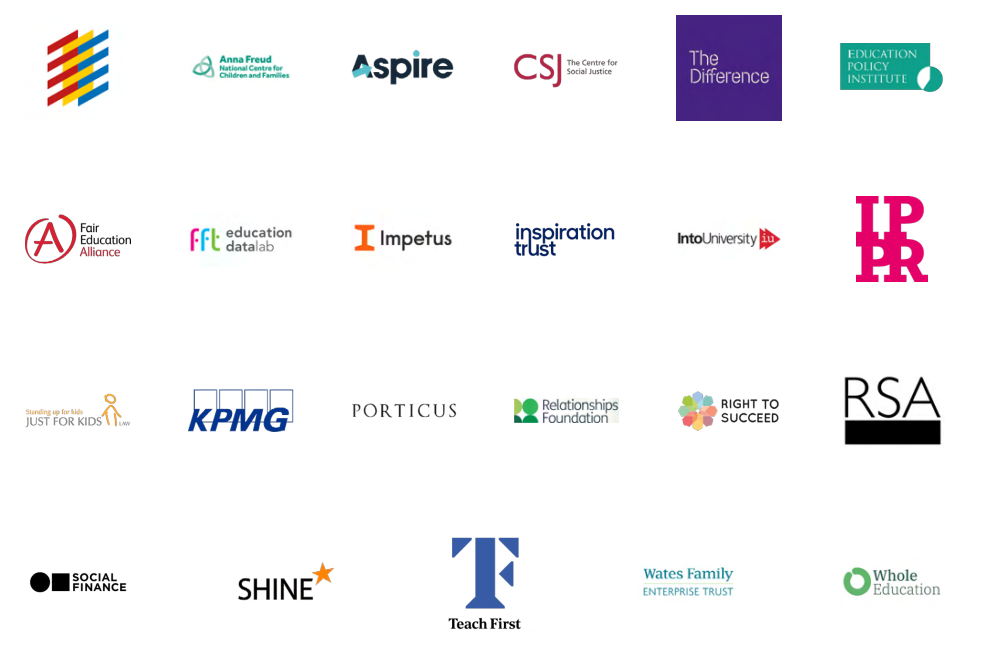 Anna Freud
National Centre for
Children and Families
Aspire
CSJ
The Centre for
Social Justice
The
Difference
EDUCATION
POLICY
INSTITUTE
A
Fair
Education
Alliance
fft
education
datalab
I Impetus
inspiration
trust
IntoUniversity iu
IP
PR
Standing up for kids
JUST FOR KIDS LAW
KPMG
PORTICUS
Relationships
Foundation
RIGHT TO
SUCCEED
RSA
SOCIAL
FINANCE
SHINE
TF
Teach First
Wates Family
ENTERPRISE TRUST
Whole
Education